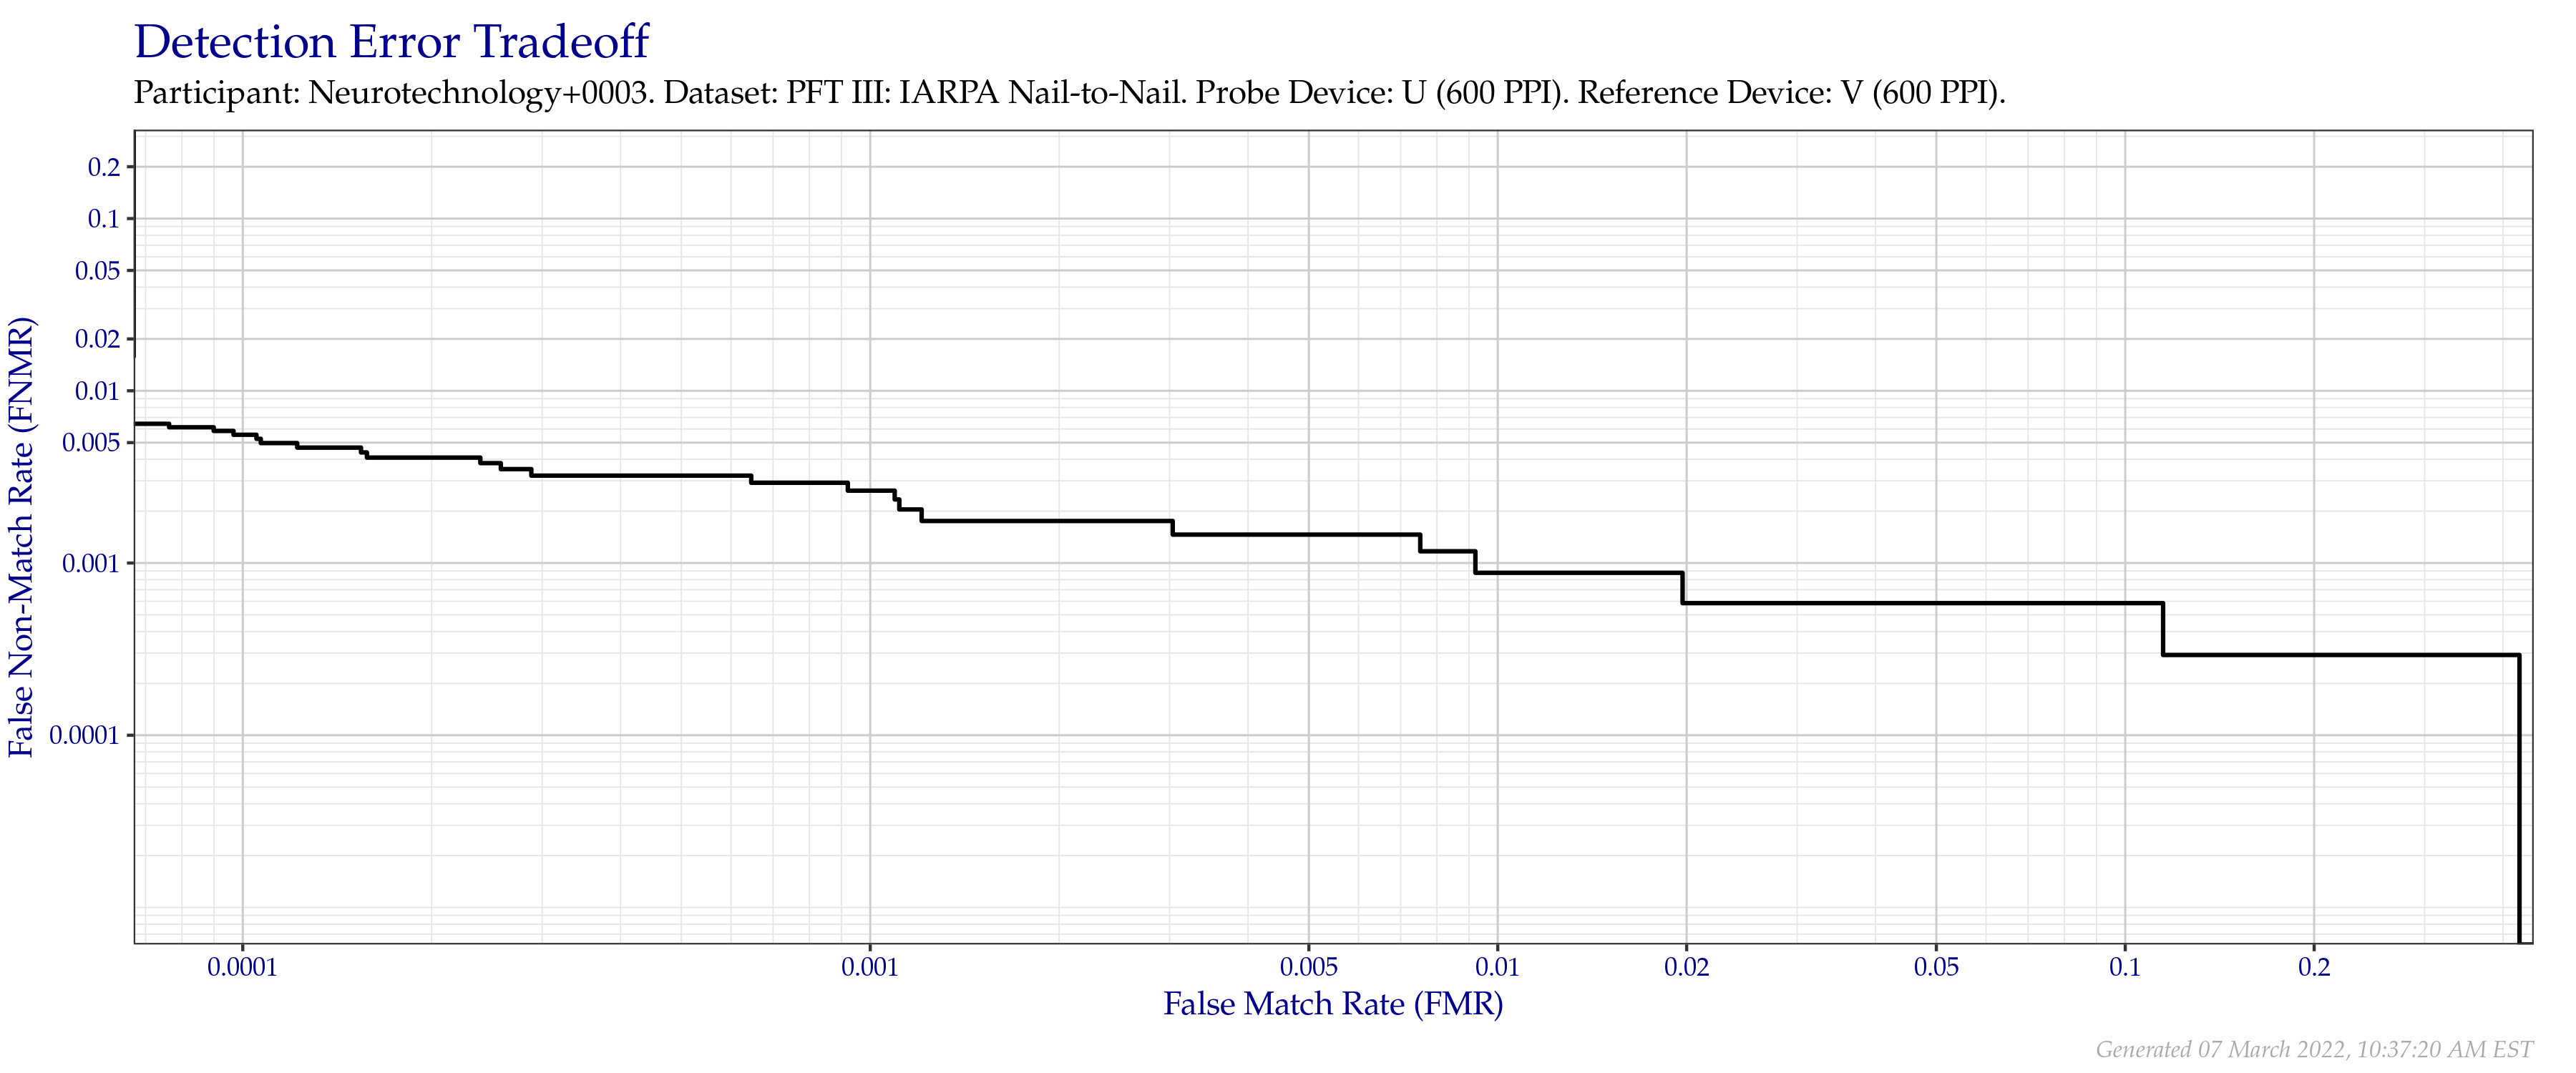 Detection Error Tradeoff
Participant: Neurotechnology+0003. Dataset: PFT III: IARPA Nail-to-Nail. Probe Device: U (600 PPI). Reference Device: V (600 PPI).
False Non-Match Rate (FNMR)
0.2
0.1
0.05
0.02
0.01
0.005
0.001
0.0001
0.0001 0.001 0.005 0.01 0.02 0.05 0.1 0.2
False Match Rate (FMR)
Generated 07 March 2022, 10:37:20 AM EST